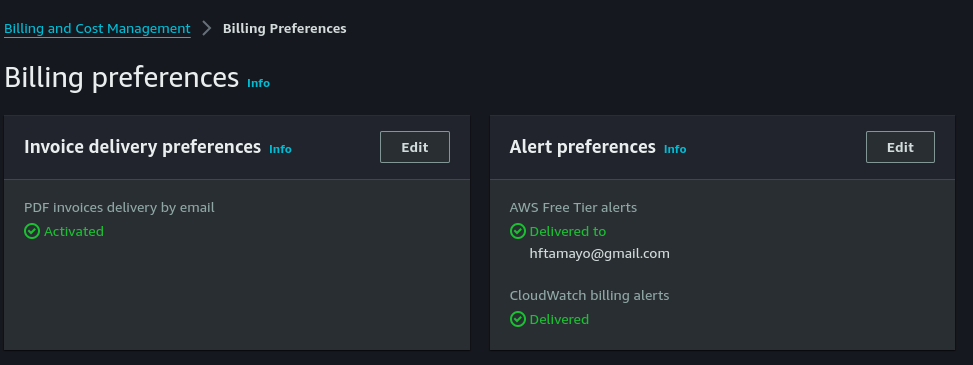 Billing and Cost Management > Billing Preferences
Billing preferences Info
Invoice delivery preferences Info Edit
PDF invoices delivery by email
Activated
Alert preferences Info Edit
AWS Free Tier alerts
Delivered to
hftamayo@gmail.com
CloudWatch billing alerts
Delivered